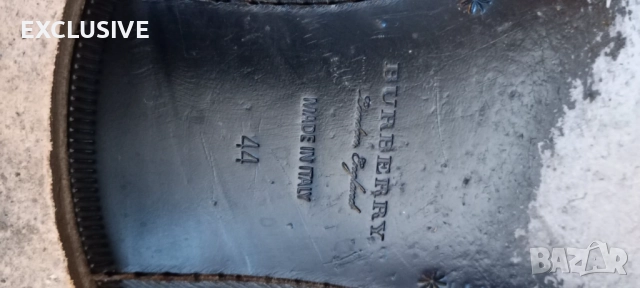 EXCLUSIVE
BURBERRY
London England
MADE IN ITALY
44
BAZAR